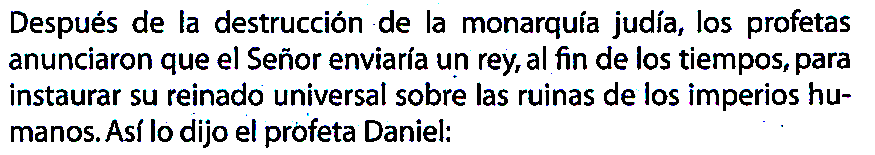 Después de la destrucción de la monarquía judía, los profetas
anunciaron que el Señor enviaría un rey, al fin de los tiempos, para
instaurar su reinado universal sobre las ruinas de los imperios hu-
manos. Así lo dijo el profeta Daniel: